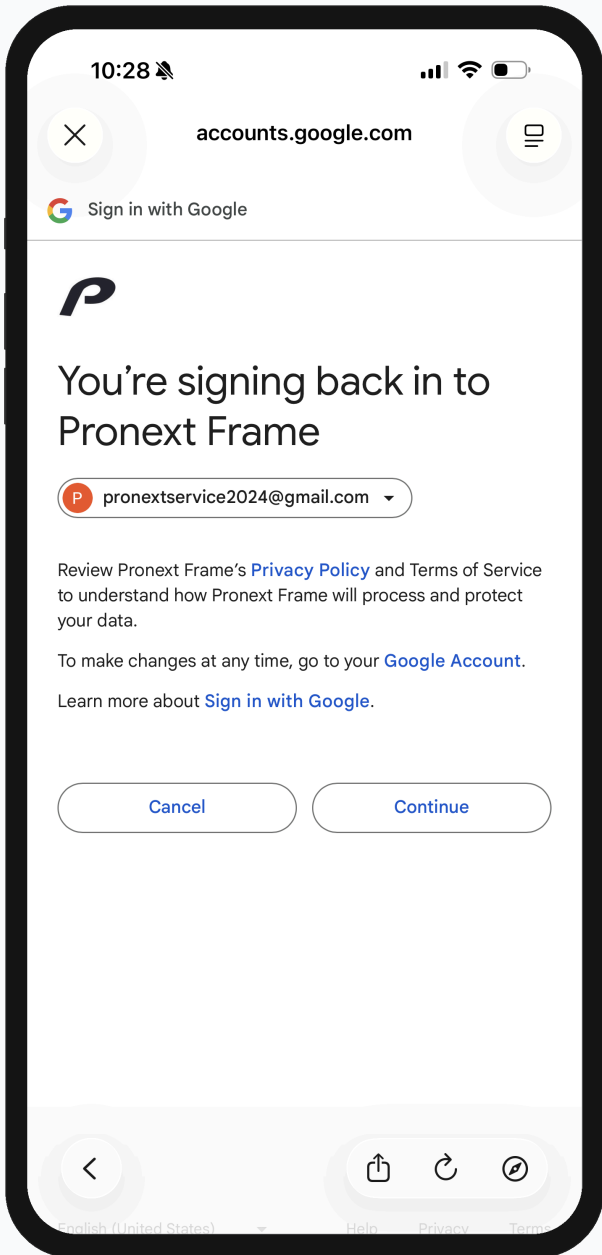 10:28
accounts.google.com
Sign in with Google
You’re signing back in to
Pronext Frame
P pronextservice2024@gmail.com
Review Pronext Frame’s Privacy Policy and Terms of Service
to understand how Pronext Frame will process and protect
your data.
To make changes at any time, go to your Google Account.
Learn more about Sign in with Google.
Cancel Continue
English (United States) Help Privacy Terms